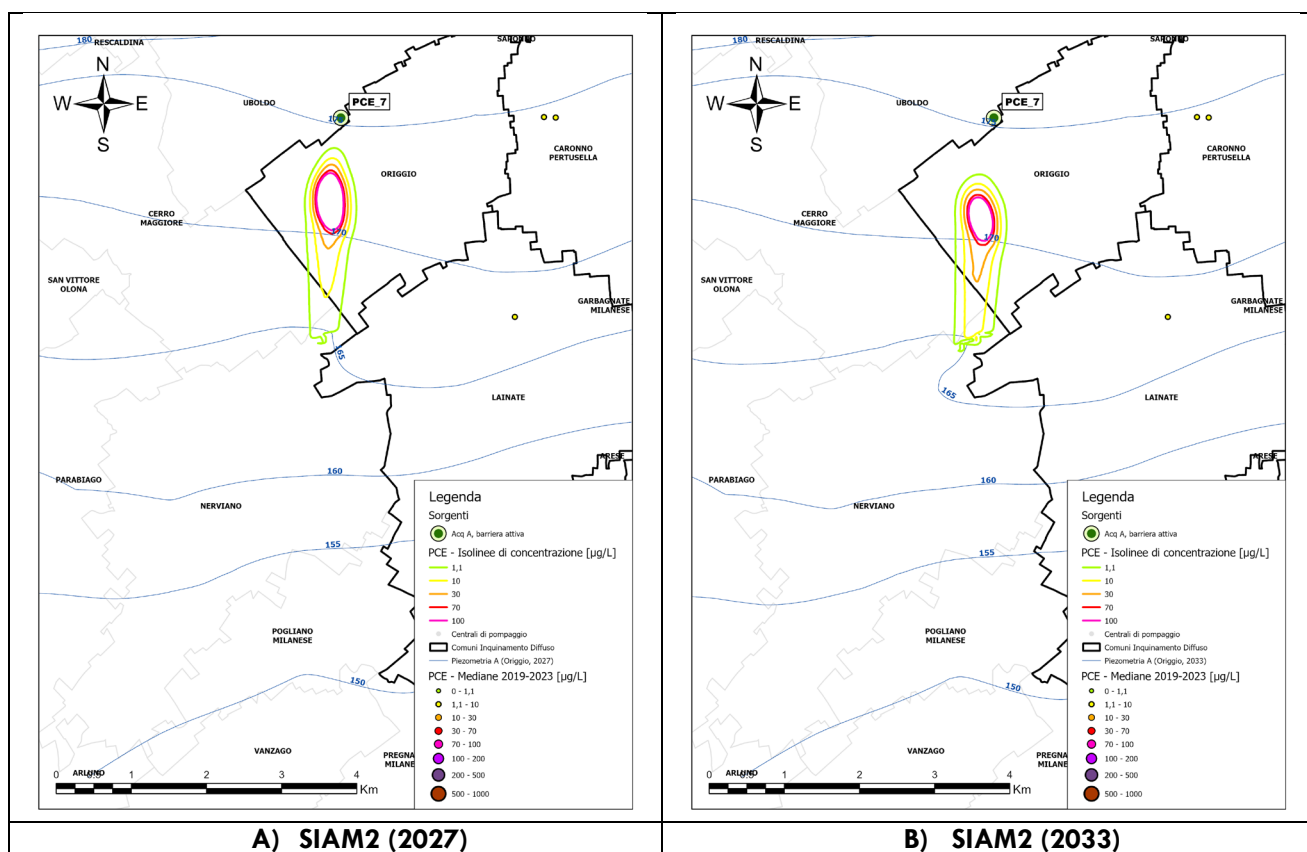 180
RESCALDINA
SARONNO
N
W
E
S
UBOLDO
PCE_7
CARONNO
PERTUSELLA
ORIGGIO
CERRO
MAGGIORE
170
SAN VITTORE
OLONA
GARBAGNATE
MILANESE
165
LAINATE
ARESE
PARABIAGO
160
NERVIANO
155
POGLIANO
MILANESE
150
VANZAGO
PREGNA
MILANE
ARLUNO
0 0.5 1 2 3 4
Km
Legenda
Sorgenti
Acq A, barriera attiva
PCE - Isolinee di concentrazione [µg/L]
1,1
10
30
70
100
Centrali di pompaggio
Comuni Inquinamento Diffuso
Piezometria A (Origgio, 2027)
PCE - Mediane 2019-2023 [µg/L]
0 - 1,1
1,1 - 10
10 - 30
30 - 70
70 - 100
100 - 200
200 - 500
500 - 1000
A) SIAM2 (2027)
180
RESCALDINA
SARONNO
N
W
E
S
UBOLDO
PCE_7
175
CARONNO
PERTUSELLA
ORIGGIO
CERRO
MAGGIORE
170
SAN VITTORE
OLONA
GARBAGNATE
MILANESE
165
LAINATE
ARESE
PARABIAGO
160
NERVIANO
155
POGLIANO
MILANESE
150
VANZAGO
PREGNA
MILANE
ARLUNO
0 0.5 1 2 3 4
Km
Legenda
Sorgenti
Acq A, barriera attiva
PCE - Isolinee di concentrazione [µg/L]
1,1
10
30
70
100
Centrali di pompaggio
Comuni Inquinamento Diffuso
Piezometria A (Origgio, 2033)
PCE - Mediane 2019-2023 [µg/L]
0 - 1,1
1,1 - 10
10 - 30
30 - 70
70 - 100
100 - 200
200 - 500
500 - 1000
B) SIAM2 (2033)